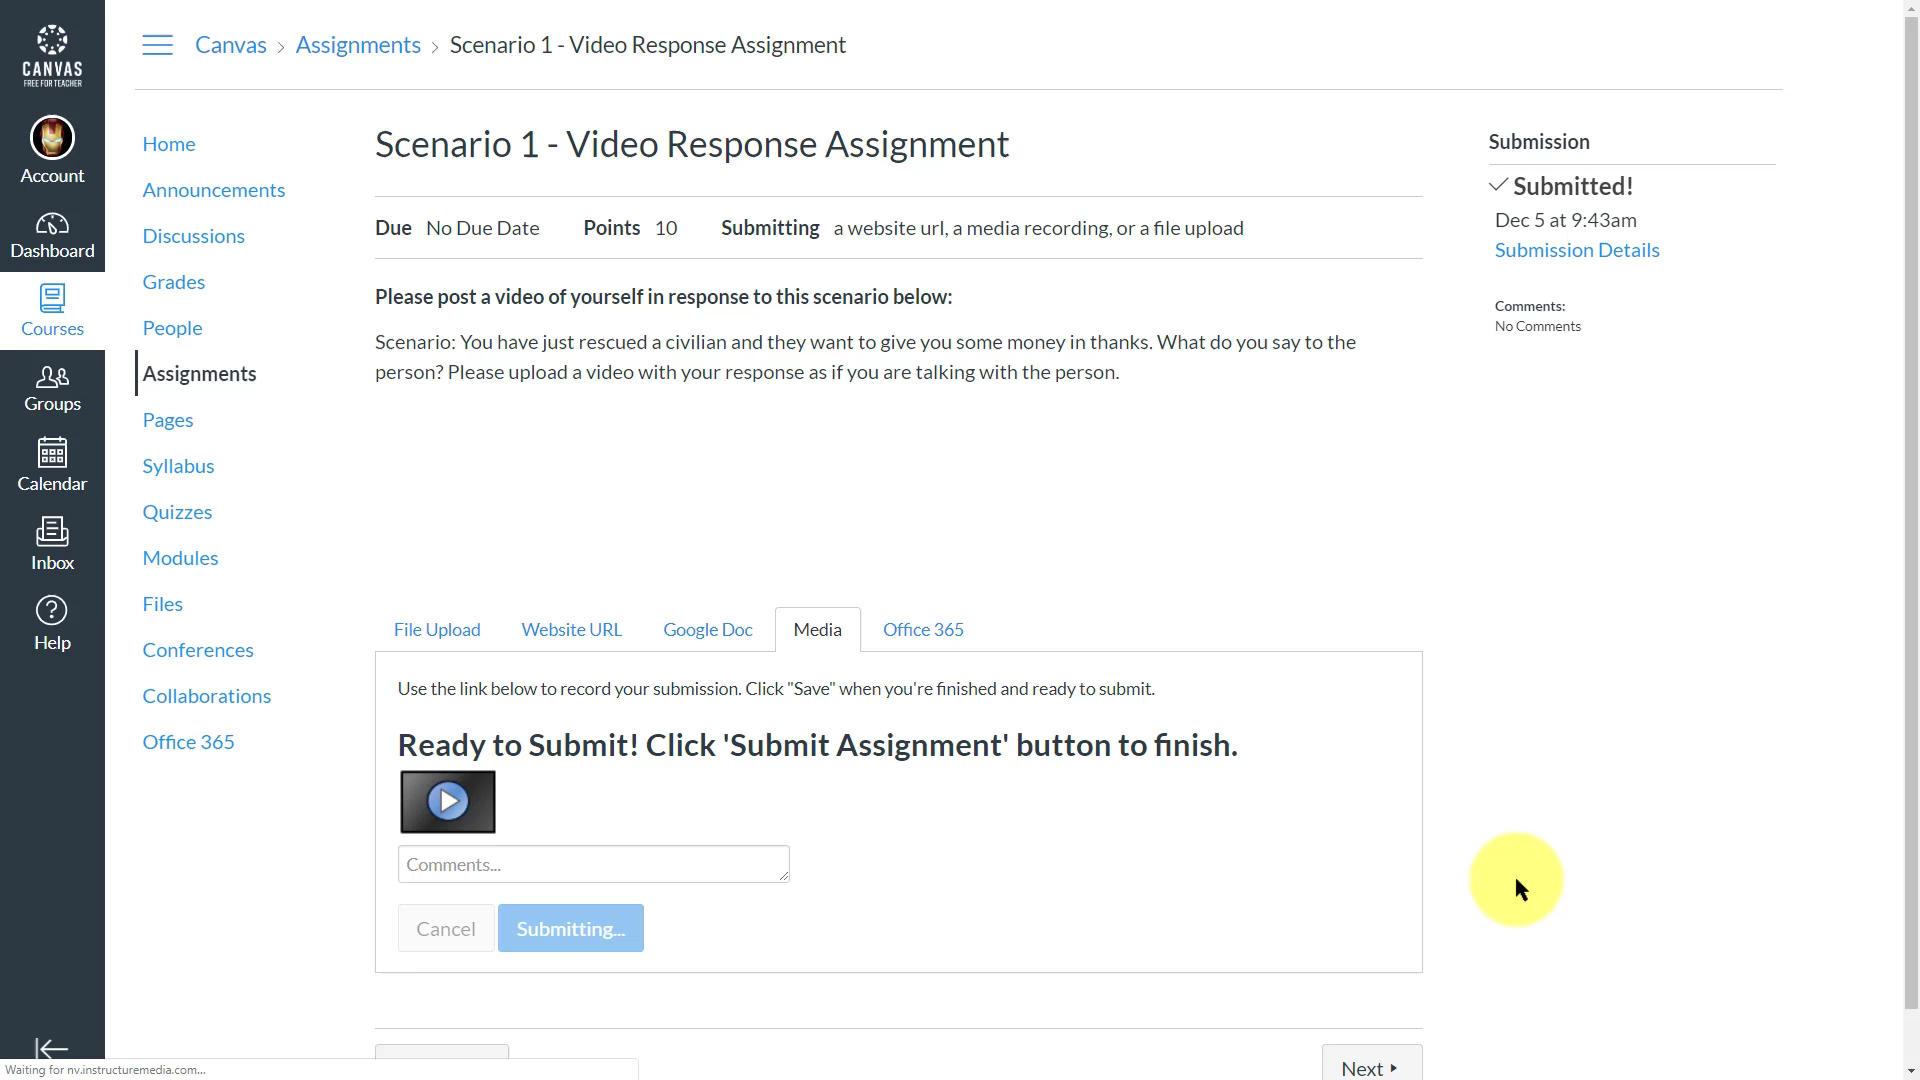 CANVAS
FREE FOR TEACHER
Account
Dashboard
Courses
Groups
Calendar
Inbox
Help
Canvas > Assignments > Scenario 1 - Video Response Assignment
Home
Announcements
Discussions
Grades
People
Assignments
Pages
Syllabus
Quizzes
Modules
Files
Conferences
Collaborations
Office 365
Scenario 1 - Video Response Assignment
Due No Due Date Points 10 Submitting a website url, a media recording, or a file upload
Please post a video of yourself in response to this scenario below:
Scenario: You have just rescued a civilian and they want to give you some money in thanks. What do you say to the
person? Please upload a video with your response as if you are talking with the person.
File Upload Website URL Google Doc Media Office 365
Use the link below to record your submission. Click "Save" when you're finished and ready to submit.
Ready to Submit! Click 'Submit Assignment' button to finish.
Comments...
Cancel Submitting...
Next
Submission
Submitted!
Dec 5 at 9:43am
Submission Details
Comments:
No Comments
Waiting for nv.instructuremedia.com...